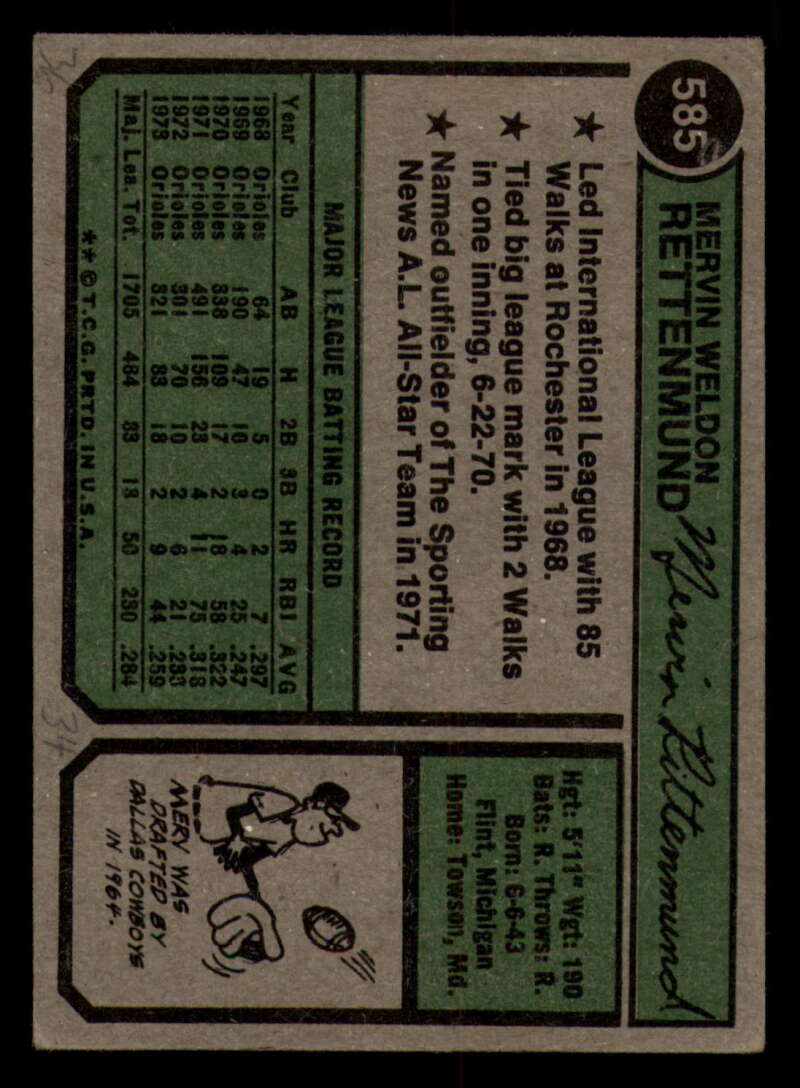 585
MERVIN WELDON
RETTENMUND
Merwin Rettenmund
★ Led International League with 85
Walks at Rochester in 1968.
★ Tied big league mark with 2 Walks
in one inning, 6-22-70.
★ Named outfielder of The Sporting
News A.L. All-Star Team in 1971.
MAJOR LEAGUE BATTING RECORD
Year Club AB H 2B 3B HR RBI AVG
1968 Orioles 64 19 5 0 2 7 .297
1969 Orioles 190 47 10 3 4 25 .247
1970 Orioles 338 109 17 2 18 58 .322
1971 Orioles 491 156 23 4 11 75 .318
1972 Orioles 301 70 10 2 6 21 .233
1973 Orioles 321 83 18 2 9 44 .259
Maj. Lea. Tot. 1705 484 83 13 50 230 .284
**©T.C.G. PRTD. IN U.S.A.
Hgt: 5'11" Wgt: 190
Bats: R. Throws: R.
Born: 6-6-43
Flint, Michigan
Home: Towson, Md.
MERV WAS
DRAFTED BY
DALLAS COWBOYS
IN 1964.
34